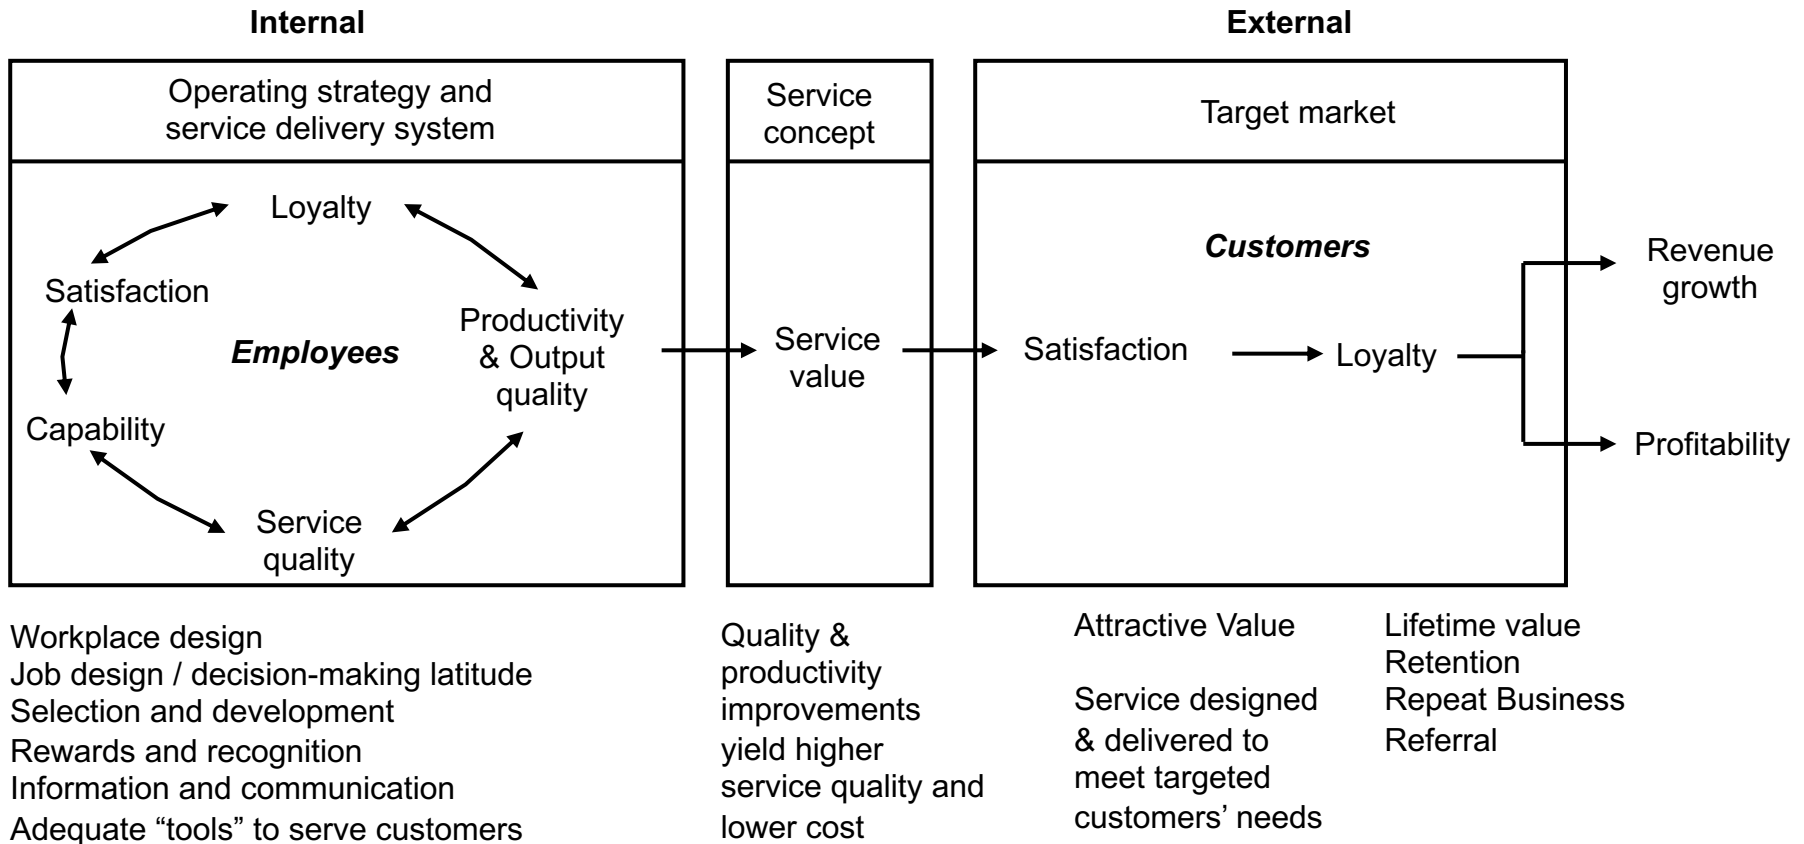 Internal
External
Operating strategy and
service delivery system
Service
concept
Target market
Loyalty
Satisfaction
Employees
Capability
Productivity
& Output
quality
Service
quality
Service
value
Customers
Satisfaction
Loyalty
Revenue
growth
Profitability
Workplace design
Job design / decision-making latitude
Selection and development
Rewards and recognition
Information and communication
Adequate “tools” to serve customers
Quality &
productivity
improvements
yield higher
service quality and
lower cost
Attractive Value
Service designed
& delivered to
meet targeted
customers’ needs
Lifetime value
Retention
Repeat Business
Referral